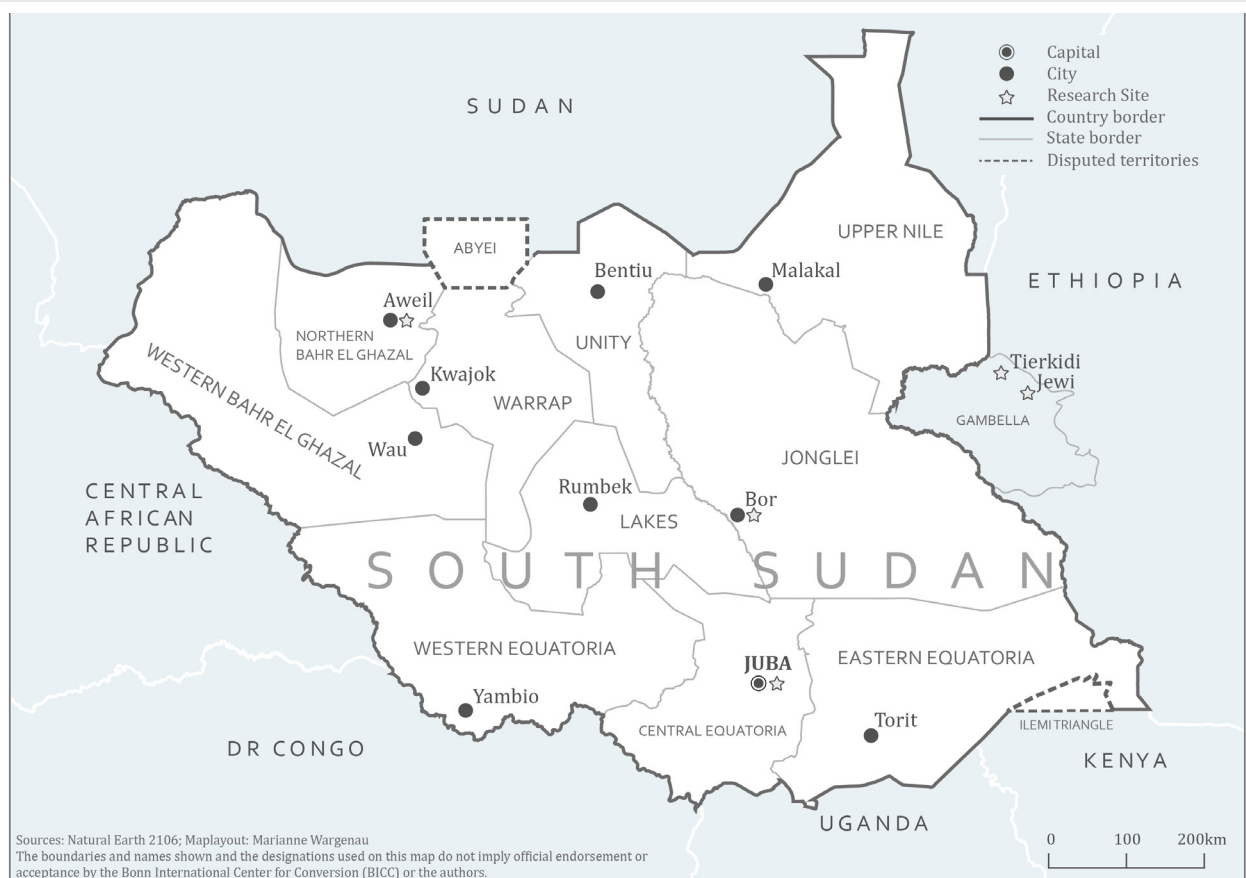 Capital
City
Research Site
Country border
State border
Disputed territories
SUDAN
UPPER NILE
ABYEI
Bentiu
Malakal
ETHIOPIA
Aweil
NORTHERN
BAHR EL GHAZAL
UNITY
Tierkidi
Jewi
WESTERN BAHR EL GHAZAL
Kwajok
WARRAP
GAMBELLA
Wau
JONGLEI
CENTRAL
AFRICAN
REPUBLIC
Rumbek
LAKES
Bor
SOUTH SUDAN
WESTERN EQUATORIA
JUBA
EASTERN EQUATORIA
Yambio
CENTRAL EQUATORIA
Torit
ILEMI TRIANGLE
DR CONGO
KENYA
UGANDA
0 100 200km
Sources: Natural Earth 2106; Maplayout: Marianne Wargenau
The boundaries and names shown and the designations used on this map do not imply official endorsement or
acceptance by the Bonn International Center for Conversion (BICC) or the authors.